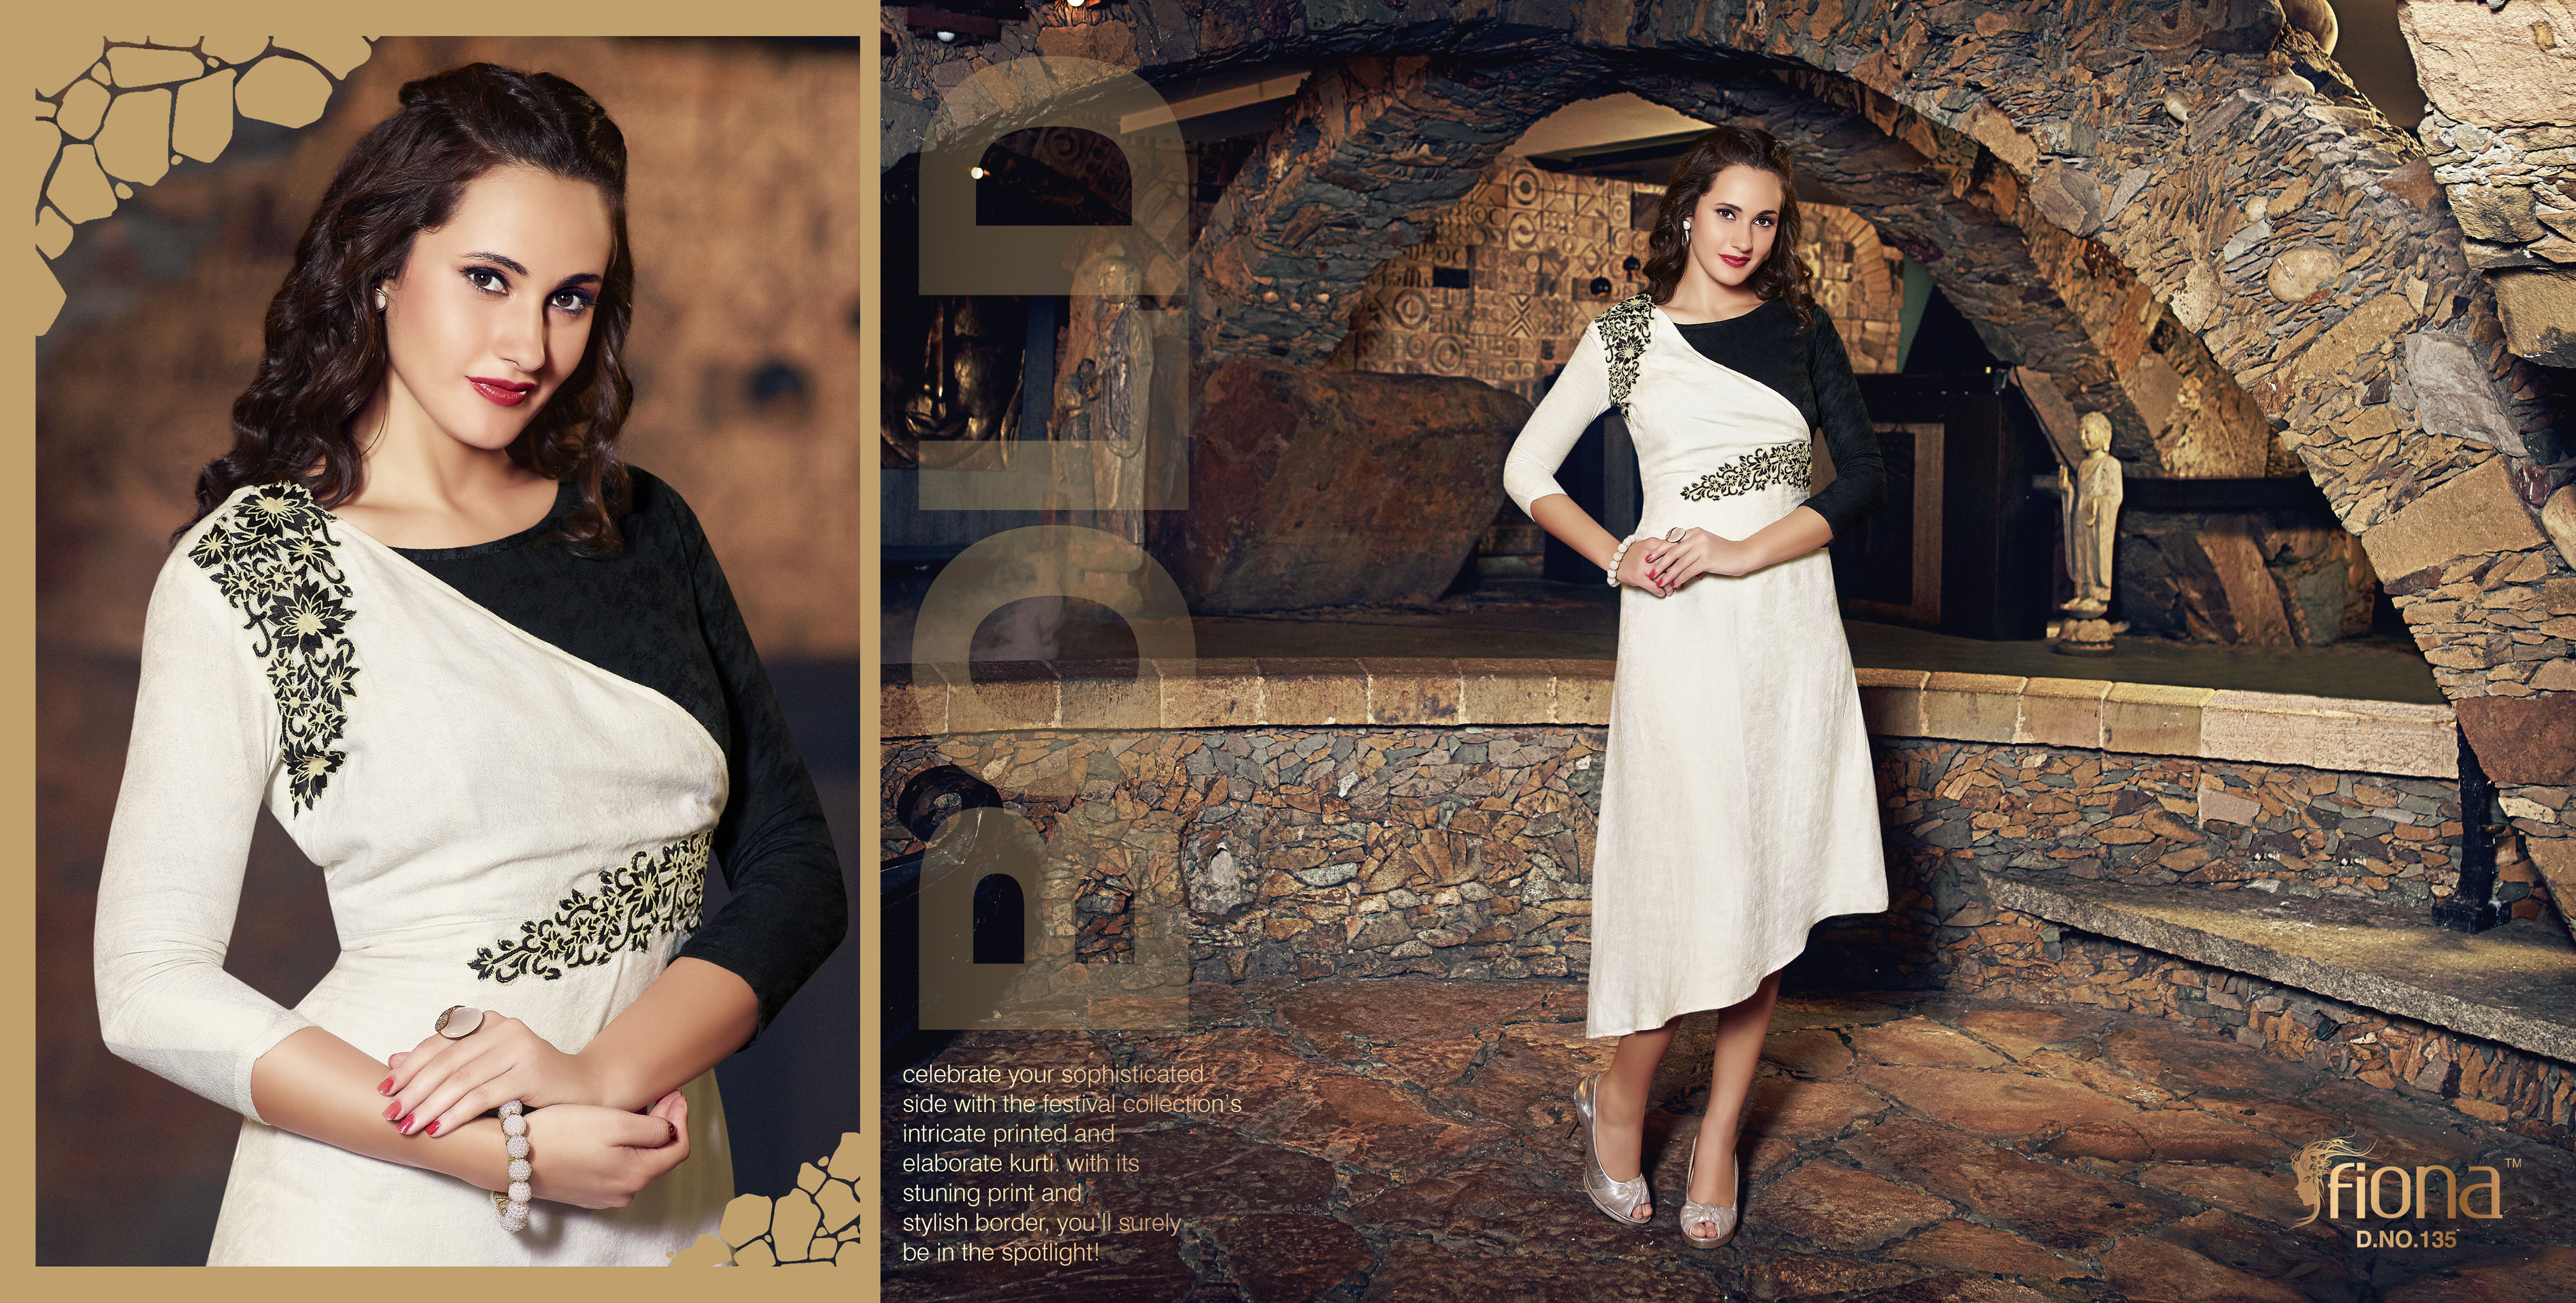 BOLD
celebrate your sophisticated
side with the festival collection's
intricate printed and
elaborate kurti. with its
stuning print and
stylish border, you'll surely
be in the spotlight!
fiona™
D.NO.135